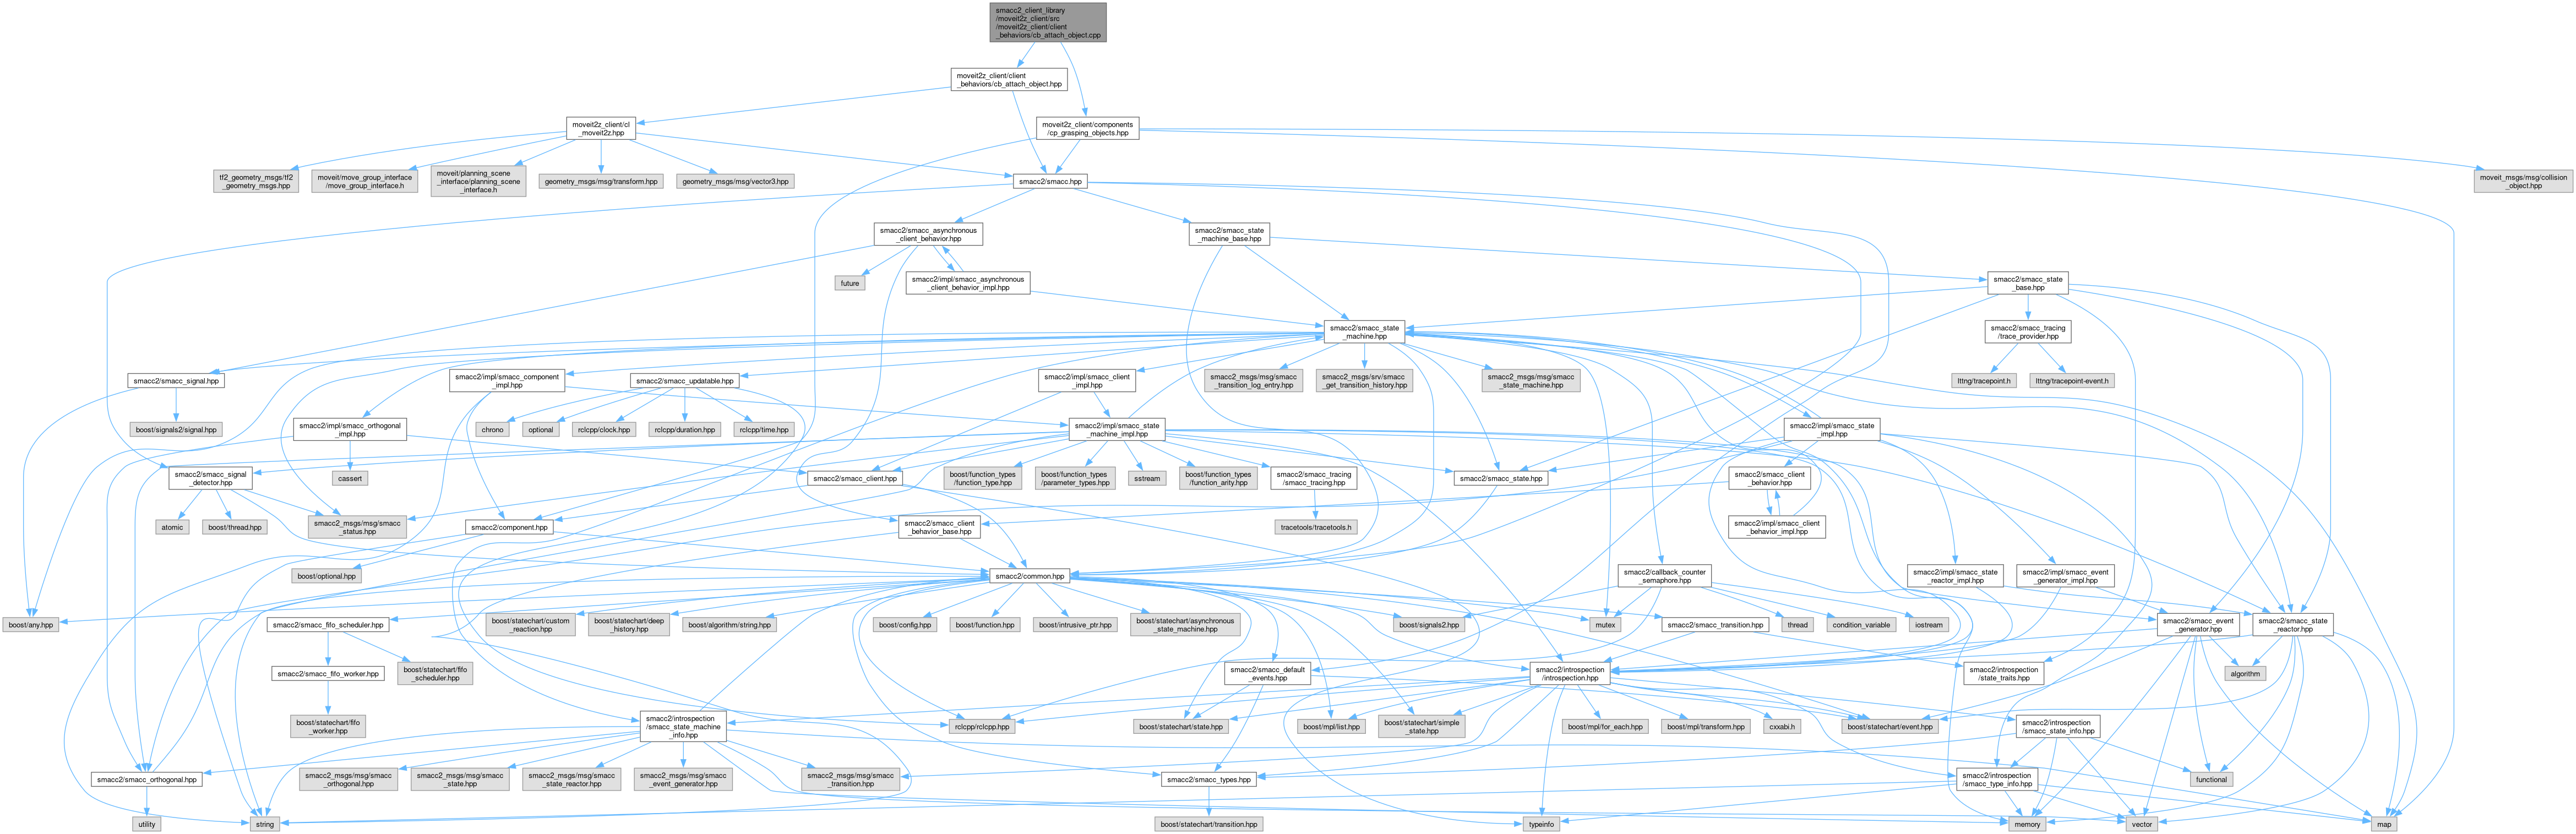 smacc2_client_library
/moveit2z_client/src
/moveit2z_client/client
_behaviors/cb_attach_object.cpp
moveit2z_client/client
_behaviors/cb_attach_object.hpp
moveit2z_client/cl
_moveit2z.hpp
moveit2z_client/components
/cp_grasping_objects.hpp
tf2_geometry_msgs/tf2
_geometry_msgs.hpp
moveit/move_group_interface
/move_group_interface.h
moveit/planning_scene
_interface/planning_scene
_interface.h
geometry_msgs/msg/transform.hpp
geometry_msgs/msg/vector3.hpp
smacc2/smacc.hpp
moveit_msgs/msg/collision
_object.hpp
smacc2/smacc_asynchronous
_client_behavior.hpp
smacc2/smacc_state
_machine_base.hpp
future
smacc2/impl/smacc_asynchronous
_client_behavior_impl.hpp
smacc2/smacc_state
_base.hpp
smacc2/smacc_state
_machine.hpp
smacc2/smacc_tracing
/trace_provider.hpp
smacc2/smacc_signal.hpp
smacc2/impl/smacc_component
_impl.hpp
smacc2/smacc_updatable.hpp
smacc2/impl/smacc_client
_impl.hpp
smacc2_msgs/msg/smacc
_transition_log_entry.hpp
smacc2_msgs/srv/smacc
_get_transition_history.hpp
smacc2_msgs/msg/smacc
_state_machine.hpp
lttng/tracepoint.h
lttng/tracepoint-event.h
boost/signals2/signal.hpp
smacc2/impl/smacc_orthogonal
_impl.hpp
chrono
optional
rclcpp/clock.hpp
rclcpp/duration.hpp
rclcpp/time.hpp
smacc2/impl/smacc_state
_machine_impl.hpp
smacc2/impl/smacc_state
_impl.hpp
smacc2/smacc_signal
_detector.hpp
cassert
smacc2/smacc_client.hpp
boost/function_types
/function_type.hpp
boost/function_types
/parameter_types.hpp
sstream
boost/function_types
/function_arity.hpp
smacc2/smacc_tracing
/smacc_tracing.hpp
smacc2/smacc_state.hpp
smacc2/smacc_client
_behavior.hpp
atomic
boost/thread.hpp
smacc2_msgs/msg/smacc
_status.hpp
smacc2/component.hpp
smacc2/smacc_client
_behavior_base.hpp
tracetools/tracetools.h
smacc2/impl/smacc_client
_behavior_impl.hpp
boost/optional.hpp
smacc2/common.hpp
smacc2/callback_counter
_semaphore.hpp
smacc2/impl/smacc_state
_reactor_impl.hpp
smacc2/impl/smacc_event
_generator_impl.hpp
boost/any.hpp
smacc2/smacc_fifo_scheduler.hpp
boost/statechart/custom
_reaction.hpp
boost/statechart/deep
_history.hpp
boost/algorithm/string.hpp
boost/config.hpp
boost/function.hpp
boost/intrusive_ptr.hpp
boost/statechart/asynchronous
_state_machine.hpp
boost/signals2.hpp
mutex
smacc2/smacc_transition.hpp
thread
condition_variable
iostream
smacc2/smacc_event
_generator.hpp
smacc2/smacc_state
_reactor.hpp
smacc2/smacc_fifo_worker.hpp
boost/statechart/fifo
_scheduler.hpp
smacc2/smacc_default
_events.hpp
smacc2/introspection
/introspection.hpp
smacc2/introspection
/state_traits.hpp
algorithm
boost/statechart/fifo
_worker.hpp
smacc2/introspection
/smacc_state_machine
_info.hpp
rclcpp/rclcpp.hpp
boost/statechart/state.hpp
boost/mpl/list.hpp
boost/statechart/simple
_state.hpp
boost/mpl/for_each.hpp
boost/mpl/transform.hpp
cxxabi.h
boost/statechart/event.hpp
smacc2/introspection
/smacc_state_info.hpp
smacc2/smacc_orthogonal.hpp
smacc2_msgs/msg/smacc
_orthogonal.hpp
smacc2_msgs/msg/smacc
_state.hpp
smacc2_msgs/msg/smacc
_state_reactor.hpp
smacc2_msgs/msg/smacc
_event_generator.hpp
smacc2_msgs/msg/smacc
_transition.hpp
smacc2/smacc_types.hpp
smacc2/introspection
/smacc_type_info.hpp
functional
utility
string
boost/statechart/transition.hpp
typeinfo
memory
vector
map